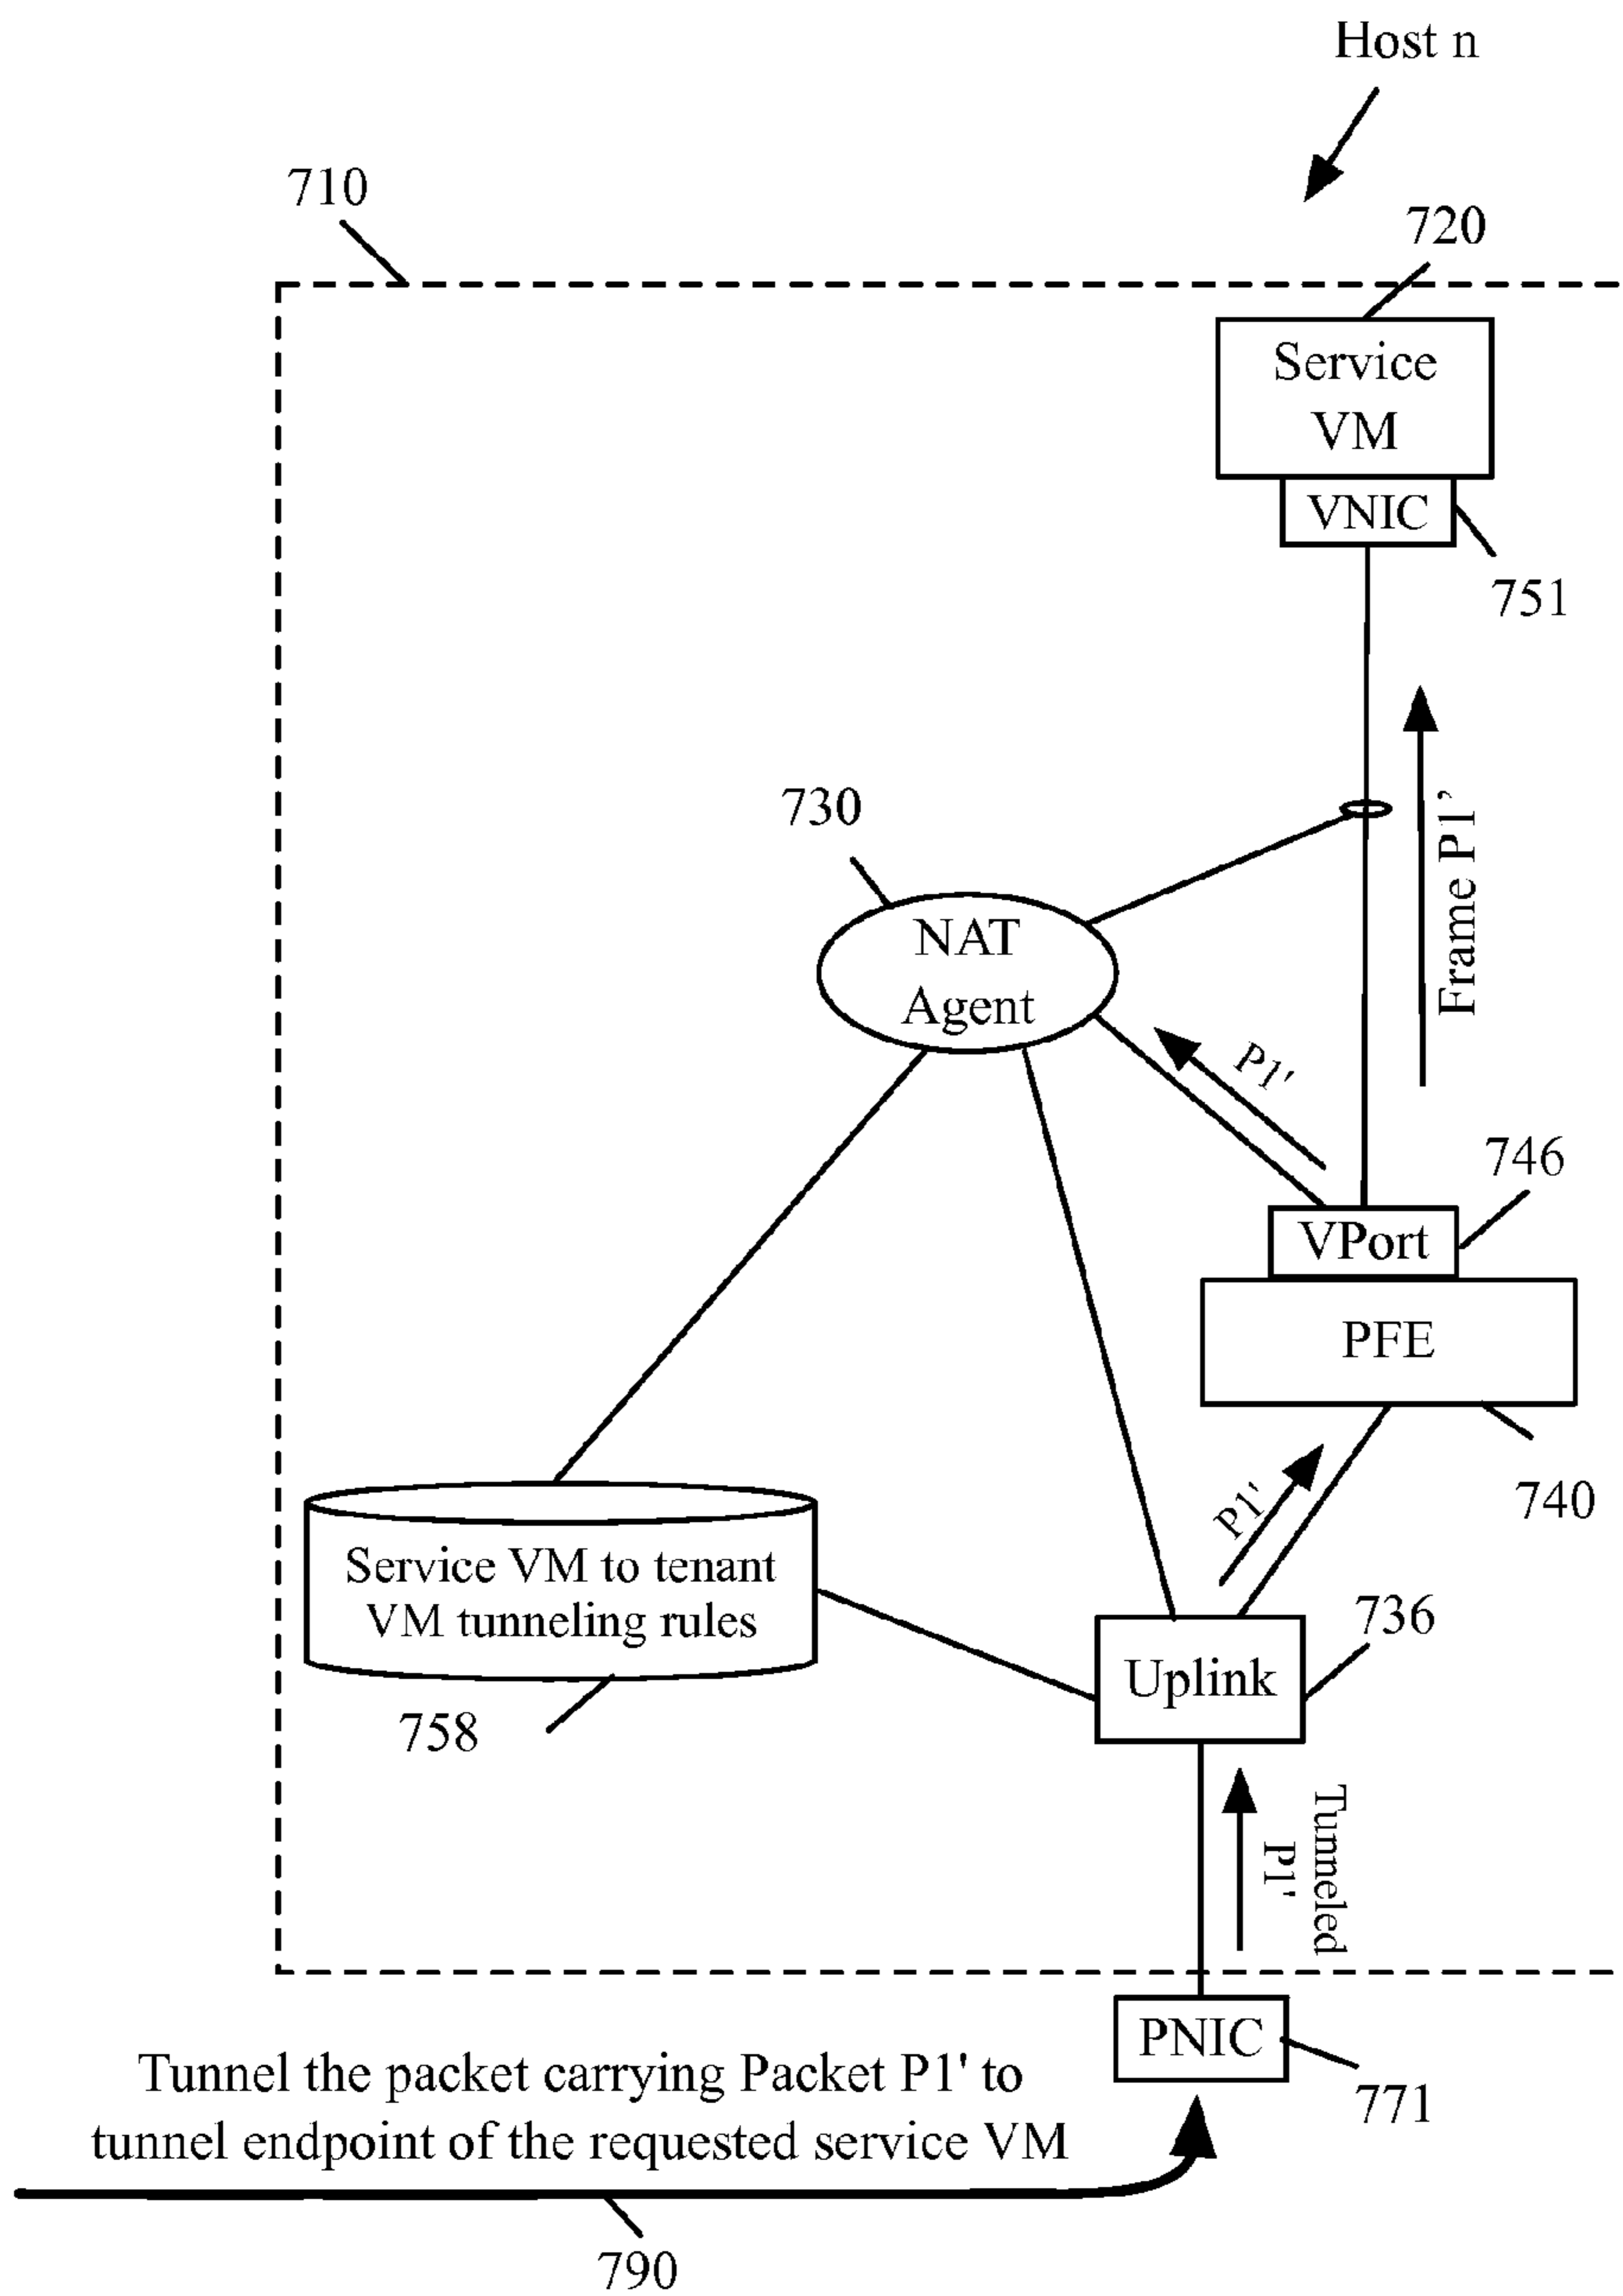 Host n
710
720
Service
VM
VNIC
751
730
NAT
Agent
Frame P1’
P1'
746
VPort
PFE
740
P1'
Service VM to tenant
VM tunneling rules
758
736
Uplink
Tunneled
P1'
PNIC
771
Tunnel the packet carrying Packet P1' to
tunnel endpoint of the requested service VM
790